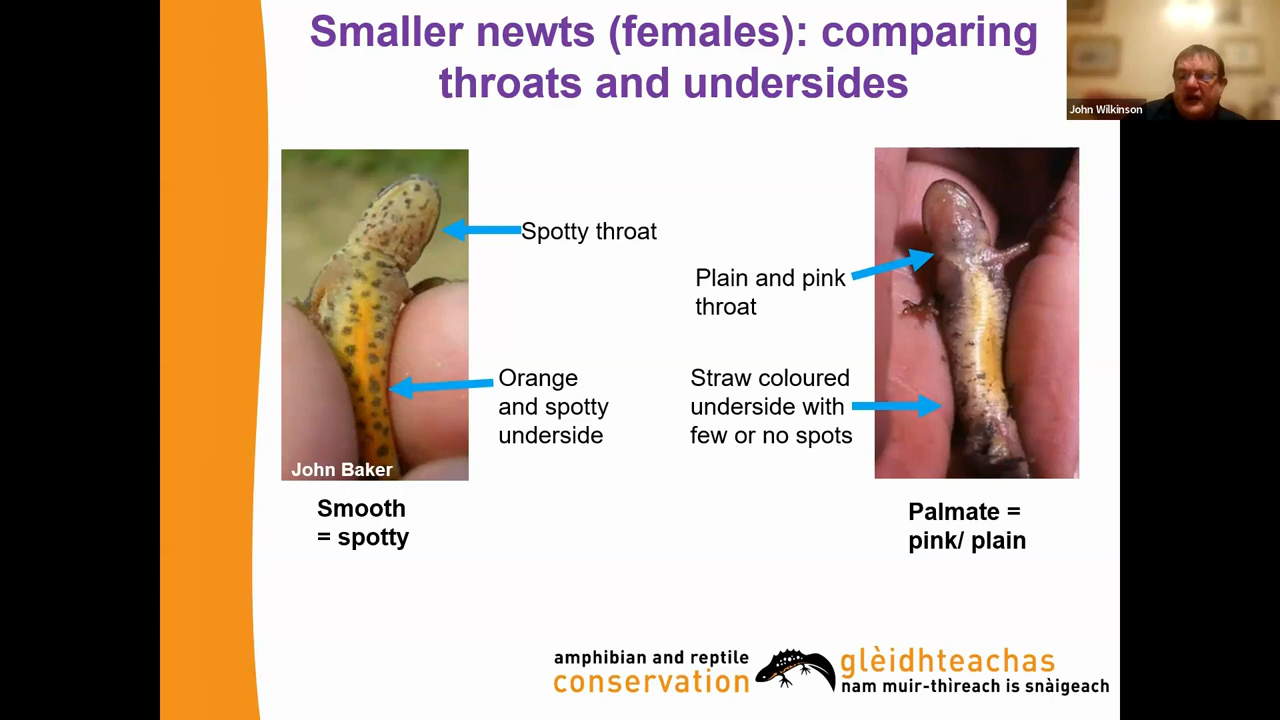 Smaller newts (females): comparing
throats and undersides
John Wilkinson
Spotty throat
Plain and pink
throat
Orange
and spotty
underside
Straw coloured
underside with
few or no spots
John Baker
Smooth
= spotty
Palmate =
pink/ plain
amphibian and reptile
conservation
glèidhteachas
nam muir-thìreach is snàigeach